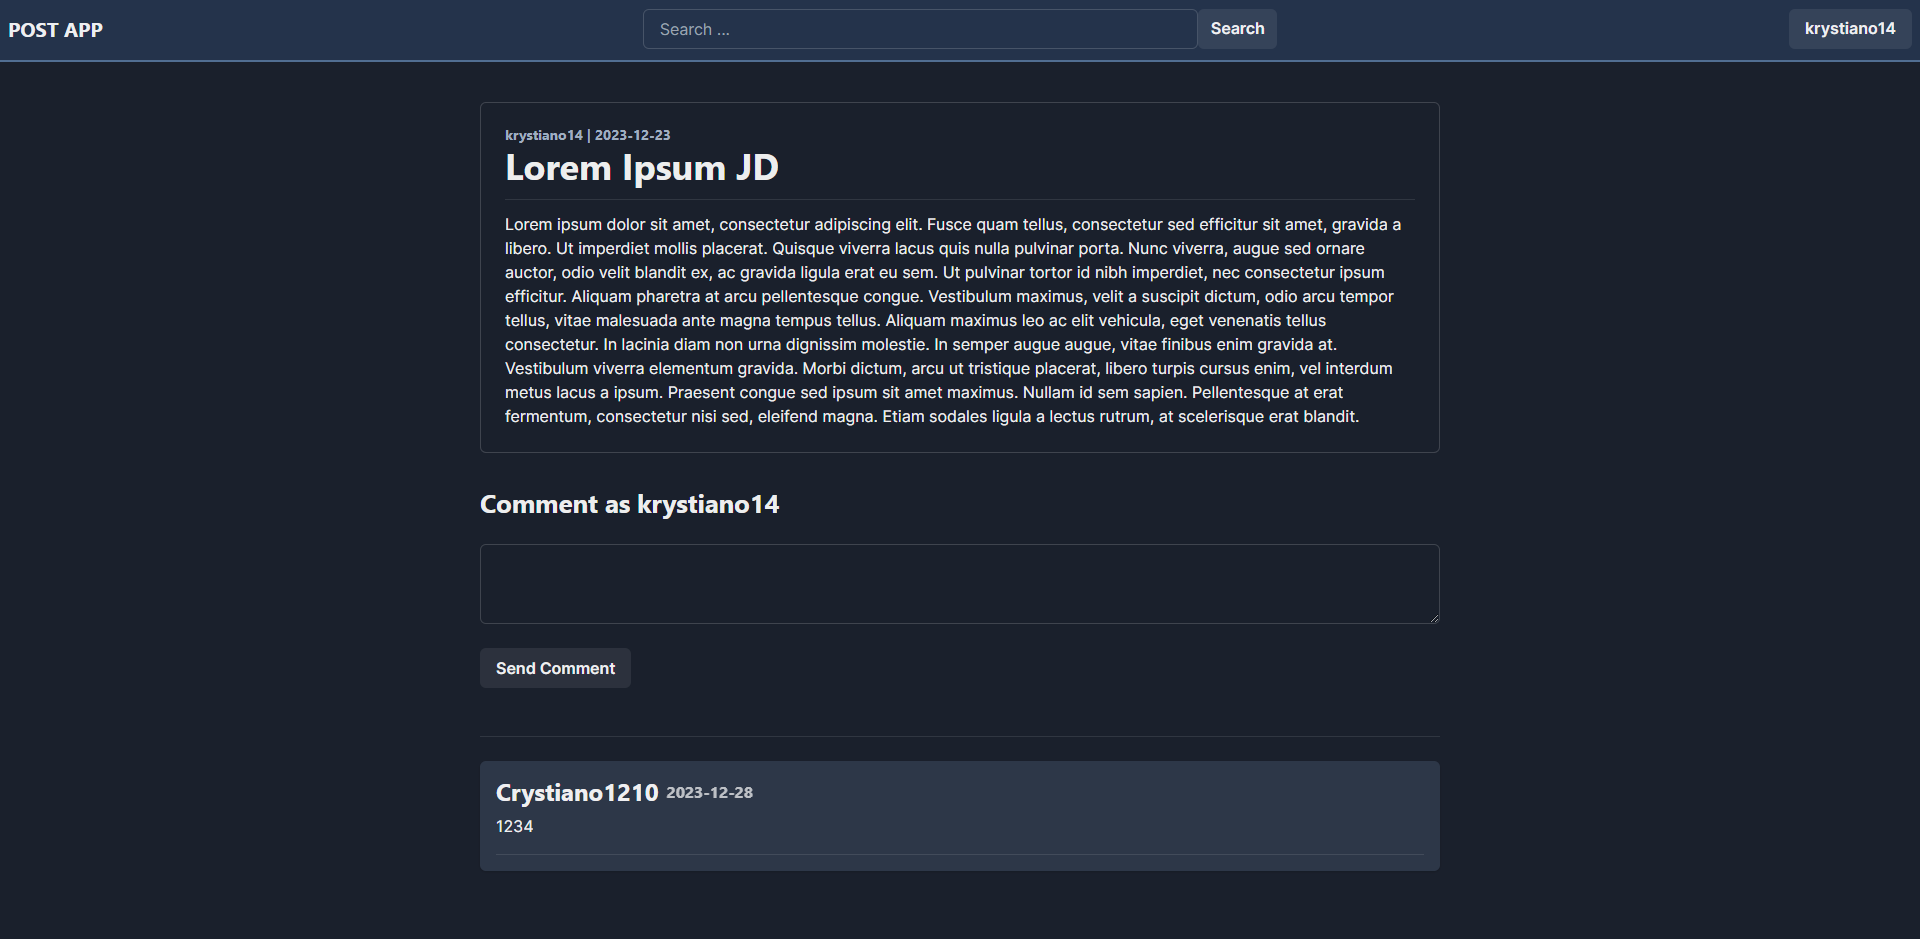 POST APP
Search ...
Search
krystiano14
krystiano14 | 2023-12-23
Lorem Ipsum JD
Lorem ipsum dolor sit amet, consectetur adipiscing elit. Fusce quam tellus, consectetur sed efficitur sit amet, gravida a
libero. Ut imperdiet mollis placerat. Quisque viverra lacus quis nulla pulvinar porta. Nunc viverra, augue sed ornare
auctor, odio velit blandit ex, ac gravida ligula erat eu sem. Ut pulvinar tortor id nibh imperdiet, nec consectetur ipsum
efficitur. Aliquam pharetra at arcu pellentesque congue. Vestibulum maximus, velit a suscipit dictum, odio arcu tempor
tellus, vitae malesuada ante magna tempus tellus. Aliquam maximus leo ac elit vehicula, eget venenatis tellus
consectetur. In lacinia diam non urna dignissim molestie. In semper augue augue, vitae finibus enim gravida at.
Vestibulum viverra elementum gravida. Morbi dictum, arcu ut tristique placerat, libero turpis cursus enim, vel interdum
metus lacus a ipsum. Praesent congue sed ipsum sit amet maximus. Nullam id sem sapien. Pellentesque at erat
fermentum, consectetur nisi sed, eleifend magna. Etiam sodales ligula a lectus rutrum, at scelerisque erat blandit.
Comment as krystiano14
Send Comment
Crystiano1210 2023-12-28
1234